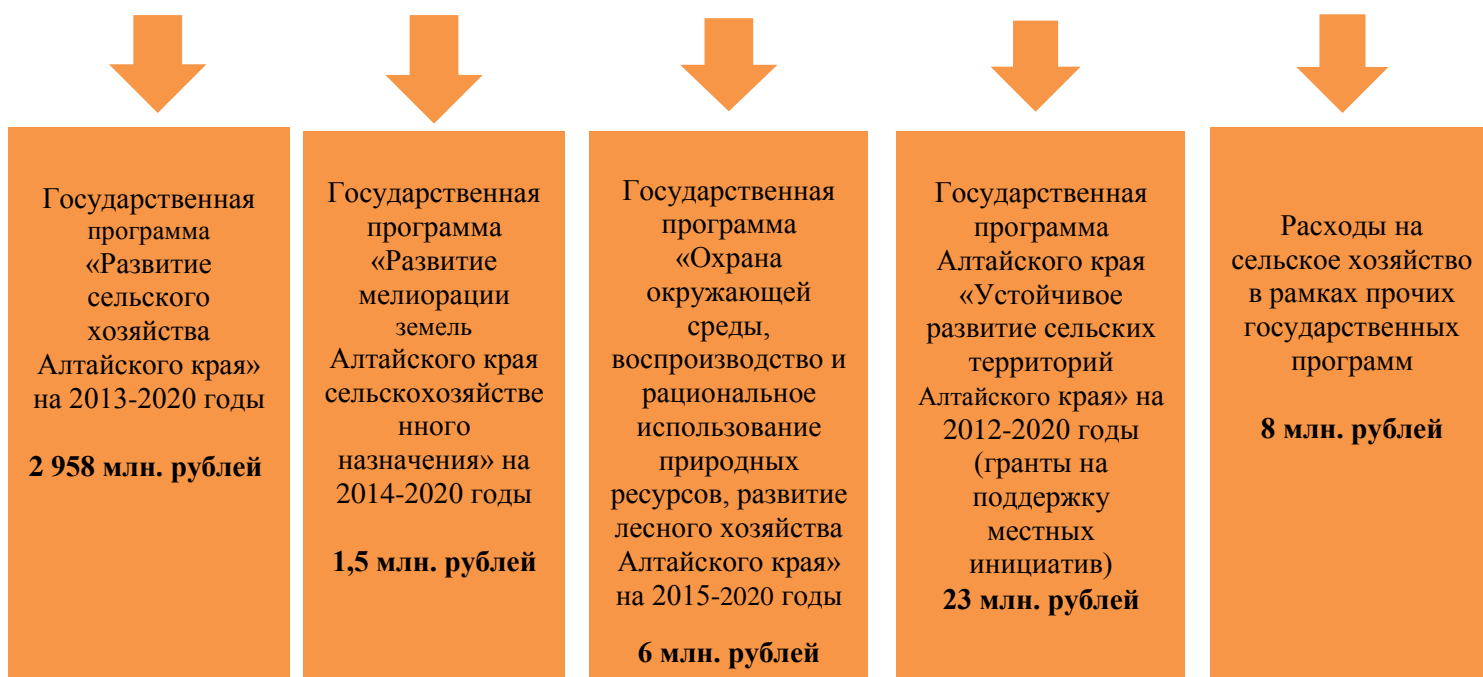 Государственная
программа
«Развитие
сельского
хозяйства
Алтайского края»
на 2013-2020 годы
2 958 млн. рублей
Государственная
программа
«Развитие
мелиорации
земель
Алтайского края
сельскохозяйстве
нного
назначения» на
2014-2020 годы
1,5 млн. рублей
Государственная
программа
«Охрана
окружающей
среды,
воспроизводство и
рациональное
использование
природных
ресурсов, развитие
лесного хозяйства
Алтайского края»
на 2015-2020 годы
6 млн. рублей
Государственная
программа
Алтайского края
«Устойчивое
развитие сельских
территорий
Алтайского края» на
2012-2020 годы
(гранты на
поддержку
местных
инициатив)
23 млн. рублей
Расходы на
сельское хозяйство
в рамках прочих
государственных
программ
8 млн. рублей